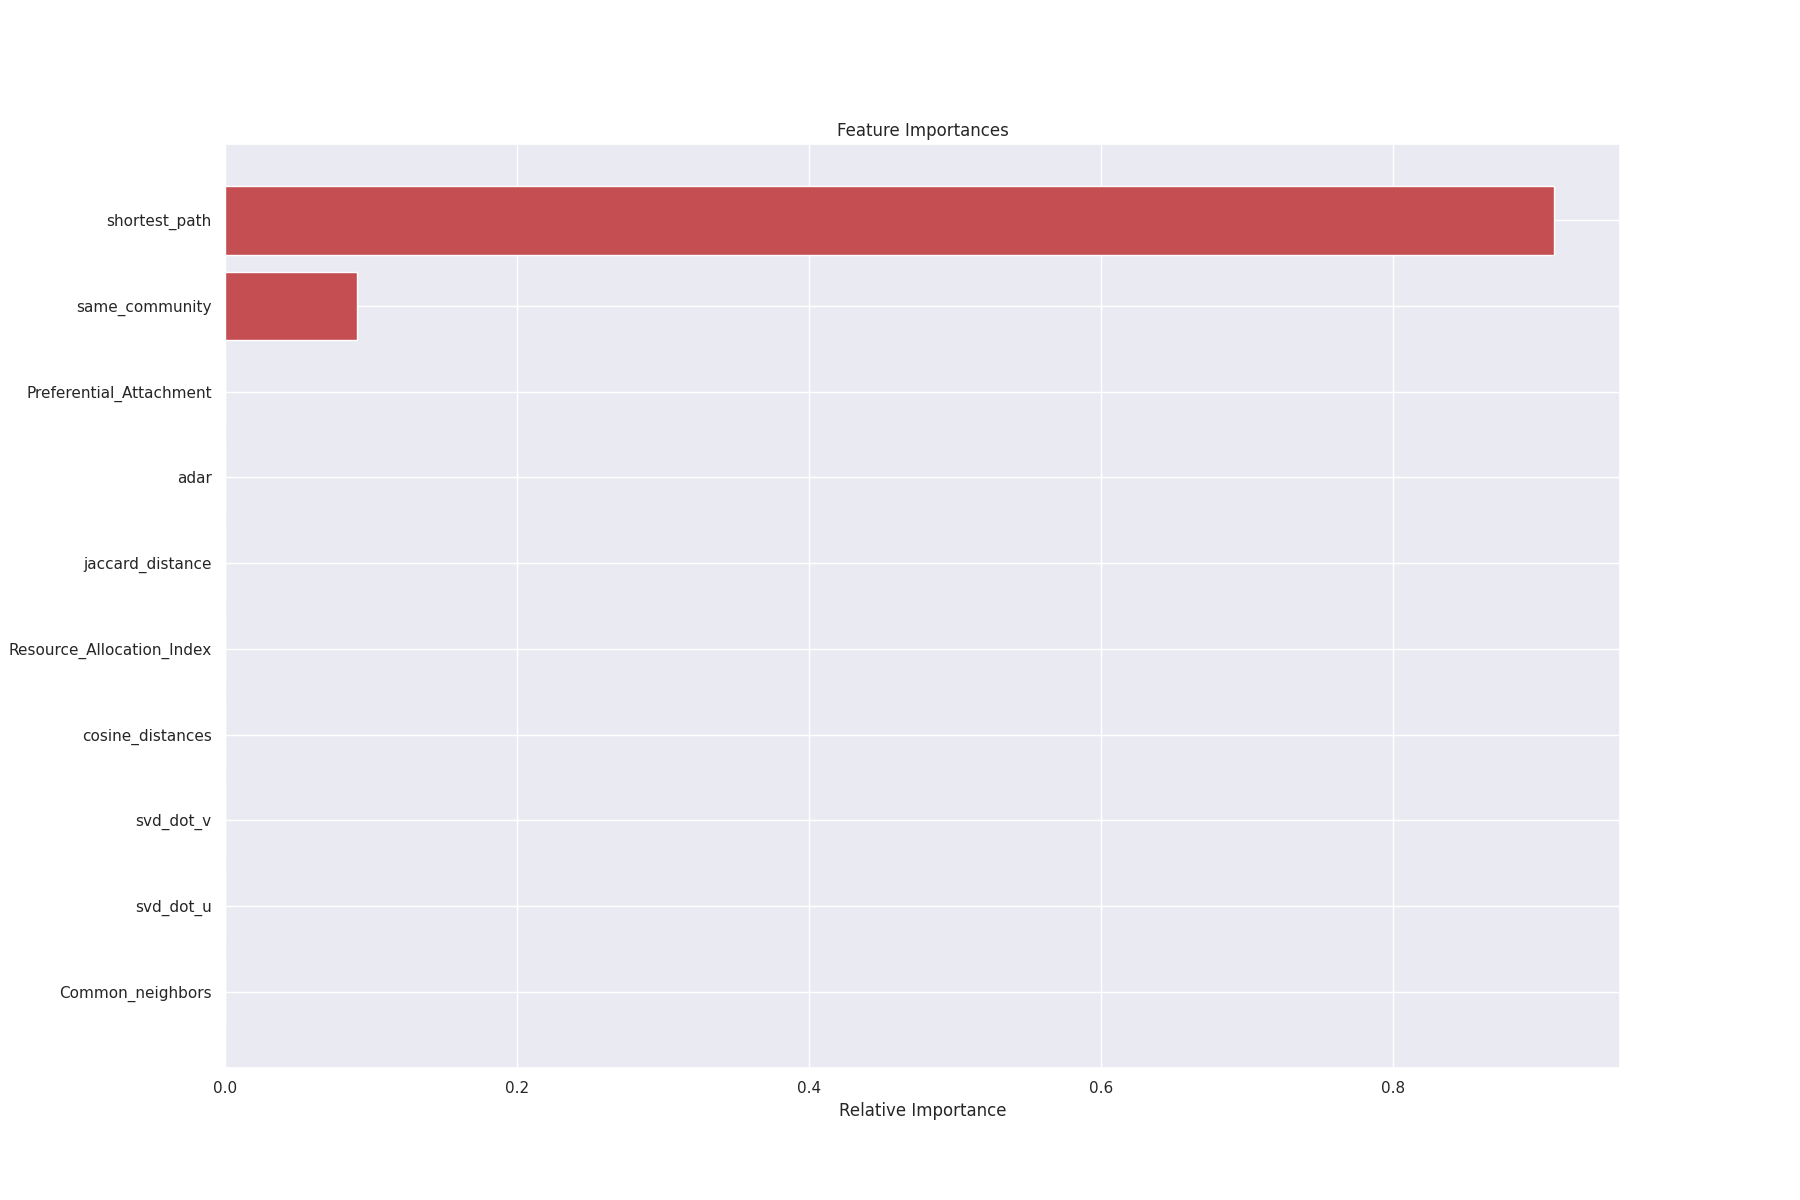 Feature Importances
shortest_path
same_community
Preferential_Attachment
adar
jaccard_distance
Resource_Allocation_Index
cosine_distances
svd_dot_v
svd_dot_u
Common_neighbors
0.0 0.2 0.4 0.6 0.8
Relative Importance